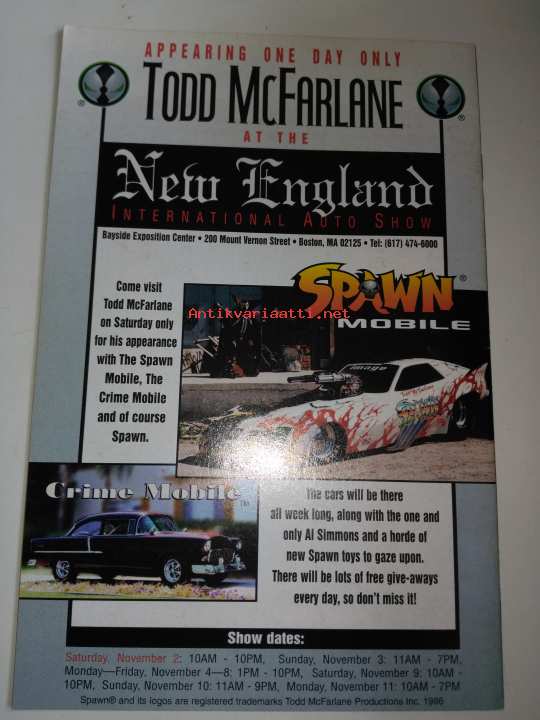 APPEARING ONE DAY ONLY
TODD MCFARLANE
® ®
AT THE
New England
INTERNATIONAL AUTO SHOW
Bayside Exposition Center • 200 Mount Vernon Street • Boston, MA 02125 • Tel: (617) 474-6000
SPAWN®
MOBILE
Come visit
Todd McFarlane
on Saturday only
for his appearance
with The Spawn
Mobile, The
Crime Mobile
and of course
Spawn.
Antikvariaatti.net
Crime Mobile™
The cars will be there
all week long, along with the one and
only Al Simmons and a horde of
new Spawn toys to gaze upon.
There will be lots of free give-aways
every day, so don't miss it!
Show dates:
Saturday, November 2: 10AM - 10PM, Sunday, November 3: 11AM - 7PM,
Monday—Friday, November 4—8: 1PM - 10PM, Saturday, November 9: 10AM -
10PM, Sunday, November 10: 11AM - 9PM, Monday, November 11: 10AM - 7PM
Spawn® and its logos are registered trademarks Todd McFarlane Productions Inc. 1996